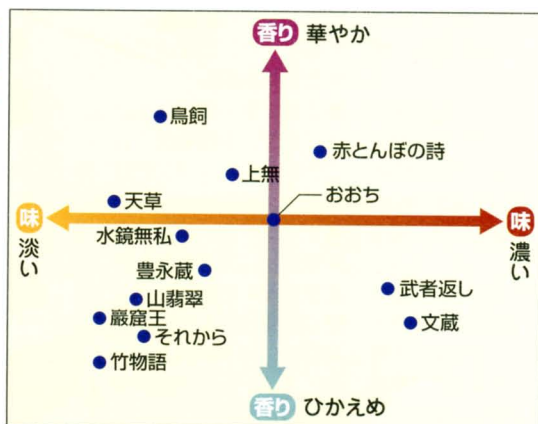 香り 華やか
鳥飼
赤とんぼの詩
上無
天草
おおち
味 淡い
味 濃い
水鏡無私
豊永蔵
武者返し
山翡翠
巖窟王
文蔵
それから
竹物語
香り ひかえめ